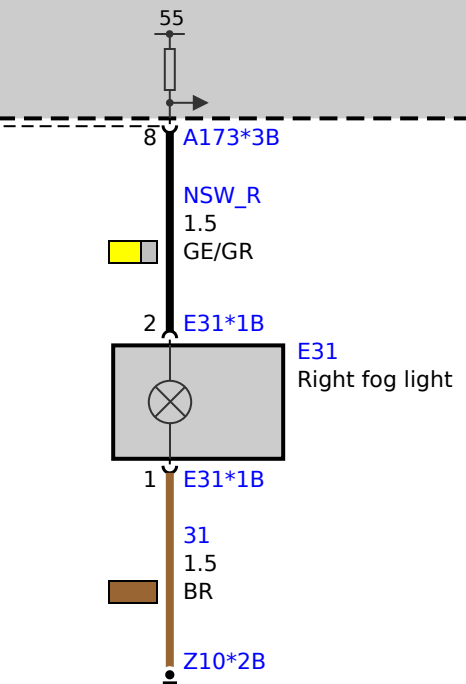 55
8 A173*3B
NSW_R
1.5
GE/GR
2 E31*1B
E31
Right fog light
1 E31*1B
31
1.5
BR
Z10*2B